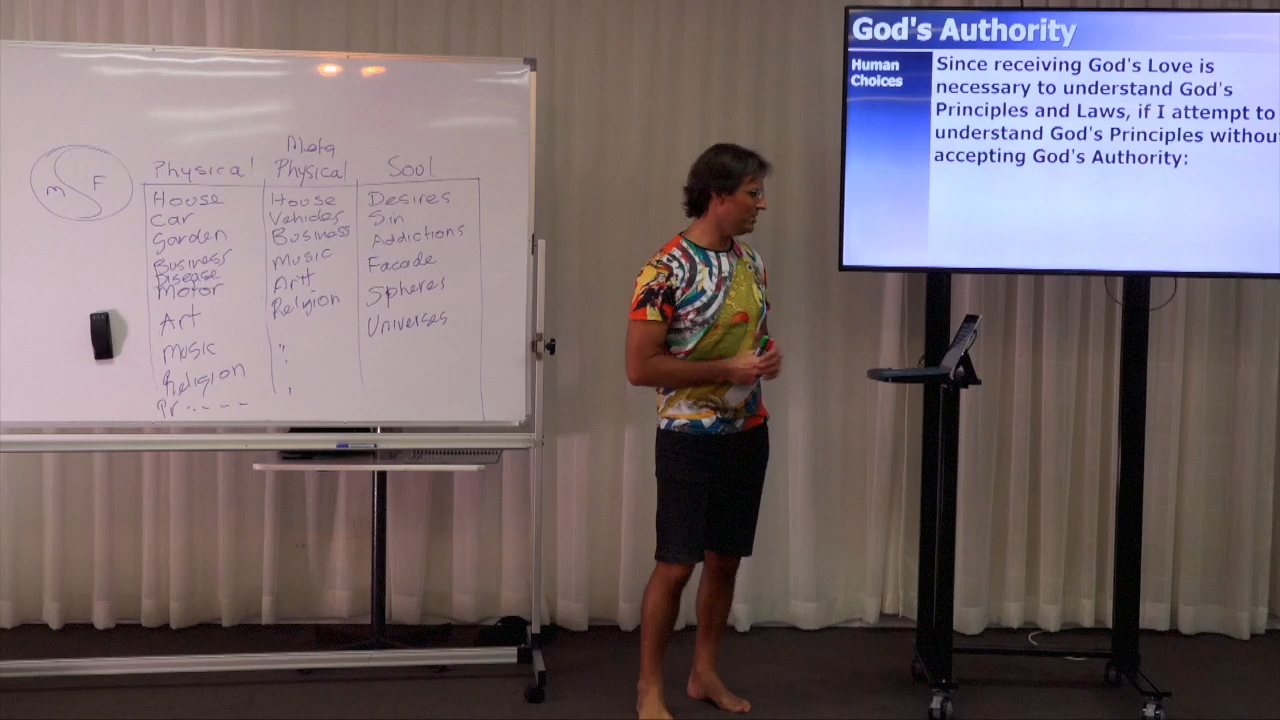 M F
Physical
House
Car
Garden
Business
Disease
Motor
Art
Music
Religion
Pr -----
Meta
Physical
House
Vehicles
Business
Music
Art
Religion
Soul
Desires
Sin
Addictions
Facade
Spheres
Universes
God's Authority
Human
Choices
Since receiving God's Love is
necessary to understand God's
Principles and Laws, if I attempt to
understand God's Principles withou
accepting God's Authority: